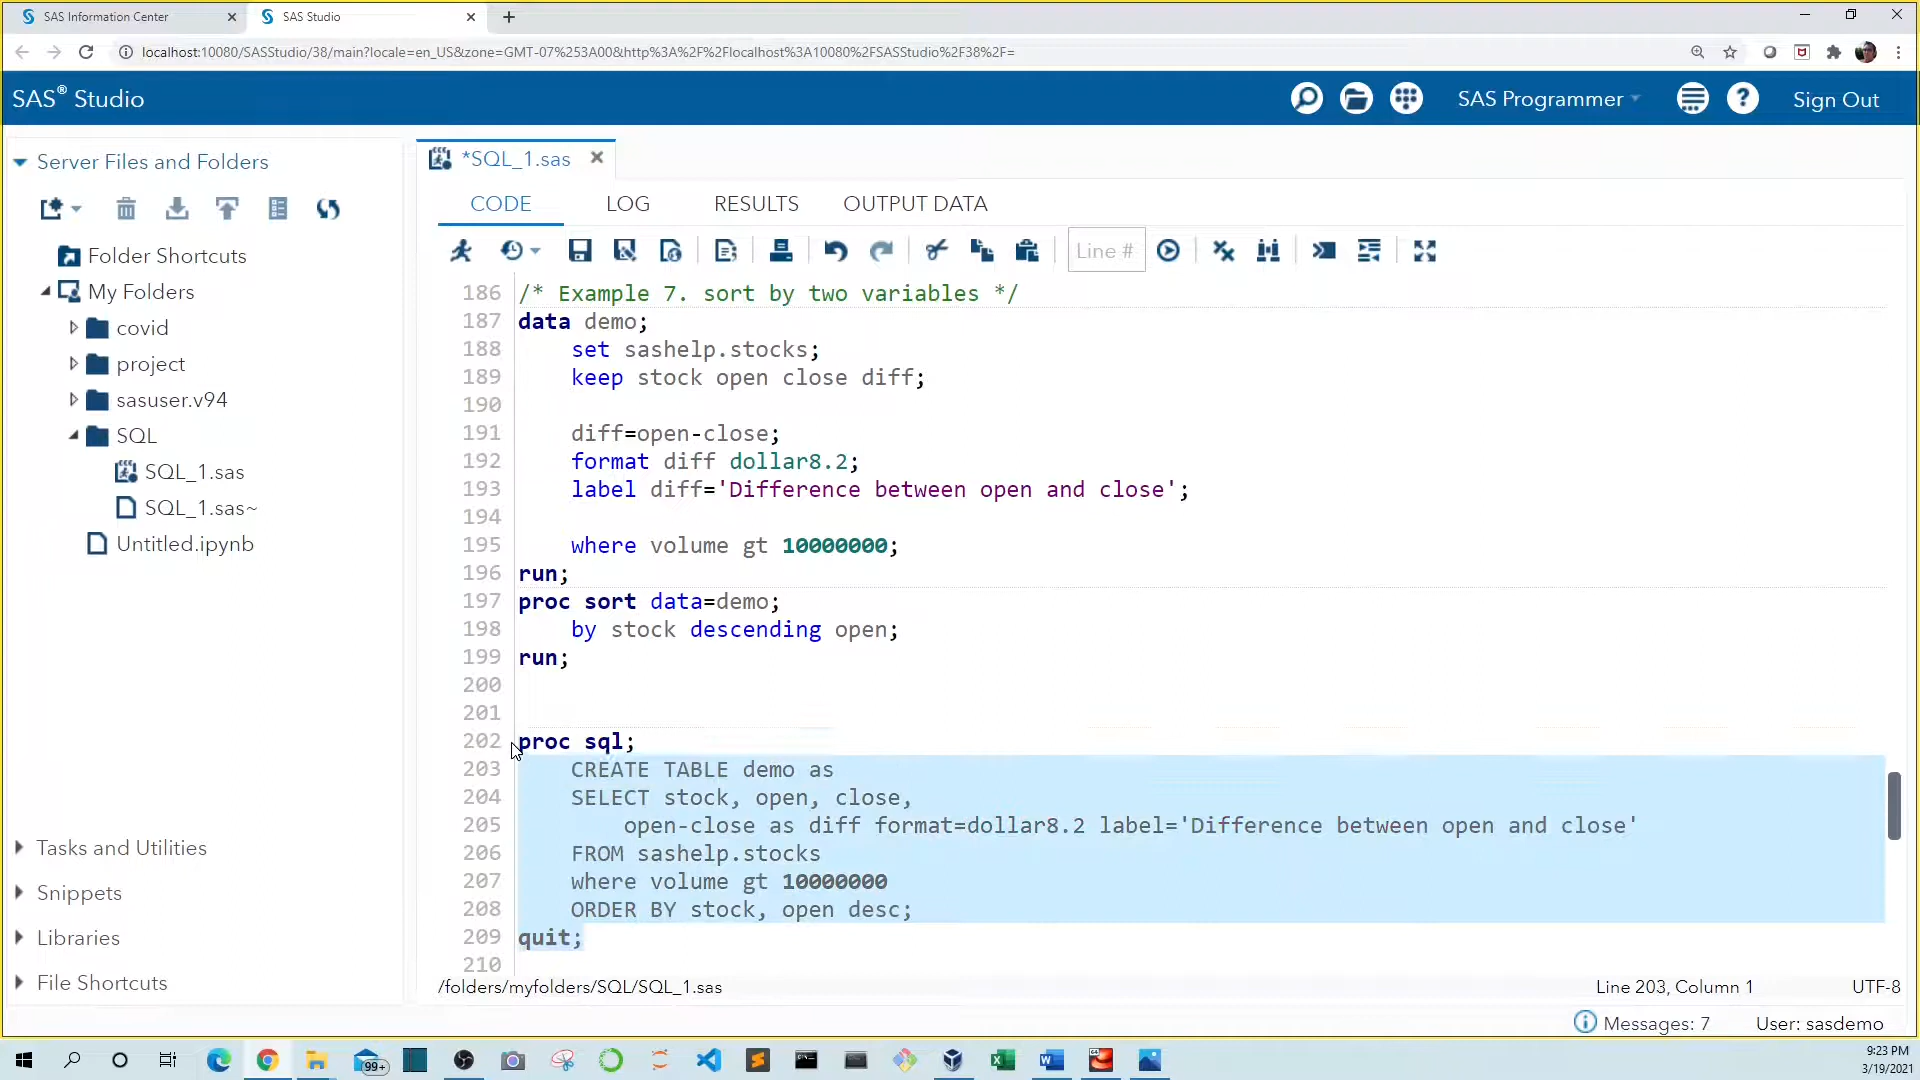 SAS Information Center
SAS Studio
localhost:10080/SASStudio/38/main?locale=en_US&zone=GMT-07%253A00&http%3A%2F%2Flocalhost%3A10080%2FSASStudio%2F38%2F=
SAS® Studio
SAS Programmer
Sign Out
Server Files and Folders
Folder Shortcuts
My Folders
covid
project
sasuser.v94
SQL
SQL_1.sas
SQL_1.sas~
Untitled.ipynb
Tasks and Utilities
Snippets
Libraries
File Shortcuts
*SQL_1.sas
CODE LOG RESULTS OUTPUT DATA
Line #
186 /* Example 7. sort by two variables */
187 data demo;
188 set sashelp.stocks;
189 keep stock open close diff;
190
191 diff=open-close;
192 format diff dollar8.2;
193 label diff='Difference between open and close';
194
195 where volume gt 10000000;
196 run;
197 proc sort data=demo;
198 by stock descending open;
199 run;
200
201
202 proc sql;
203 CREATE TABLE demo as
204 SELECT stock, open, close,
205 open-close as diff format=dollar8.2 label='Difference between open and close'
206 FROM sashelp.stocks
207 where volume gt 10000000
208 ORDER BY stock, open desc;
209 quit;
210
/folders/myfolders/SQL/SQL_1.sas
Line 203, Column 1
UTF-8
Messages: 7
User: sasdemo
99+
9:23 PM
3/19/2021